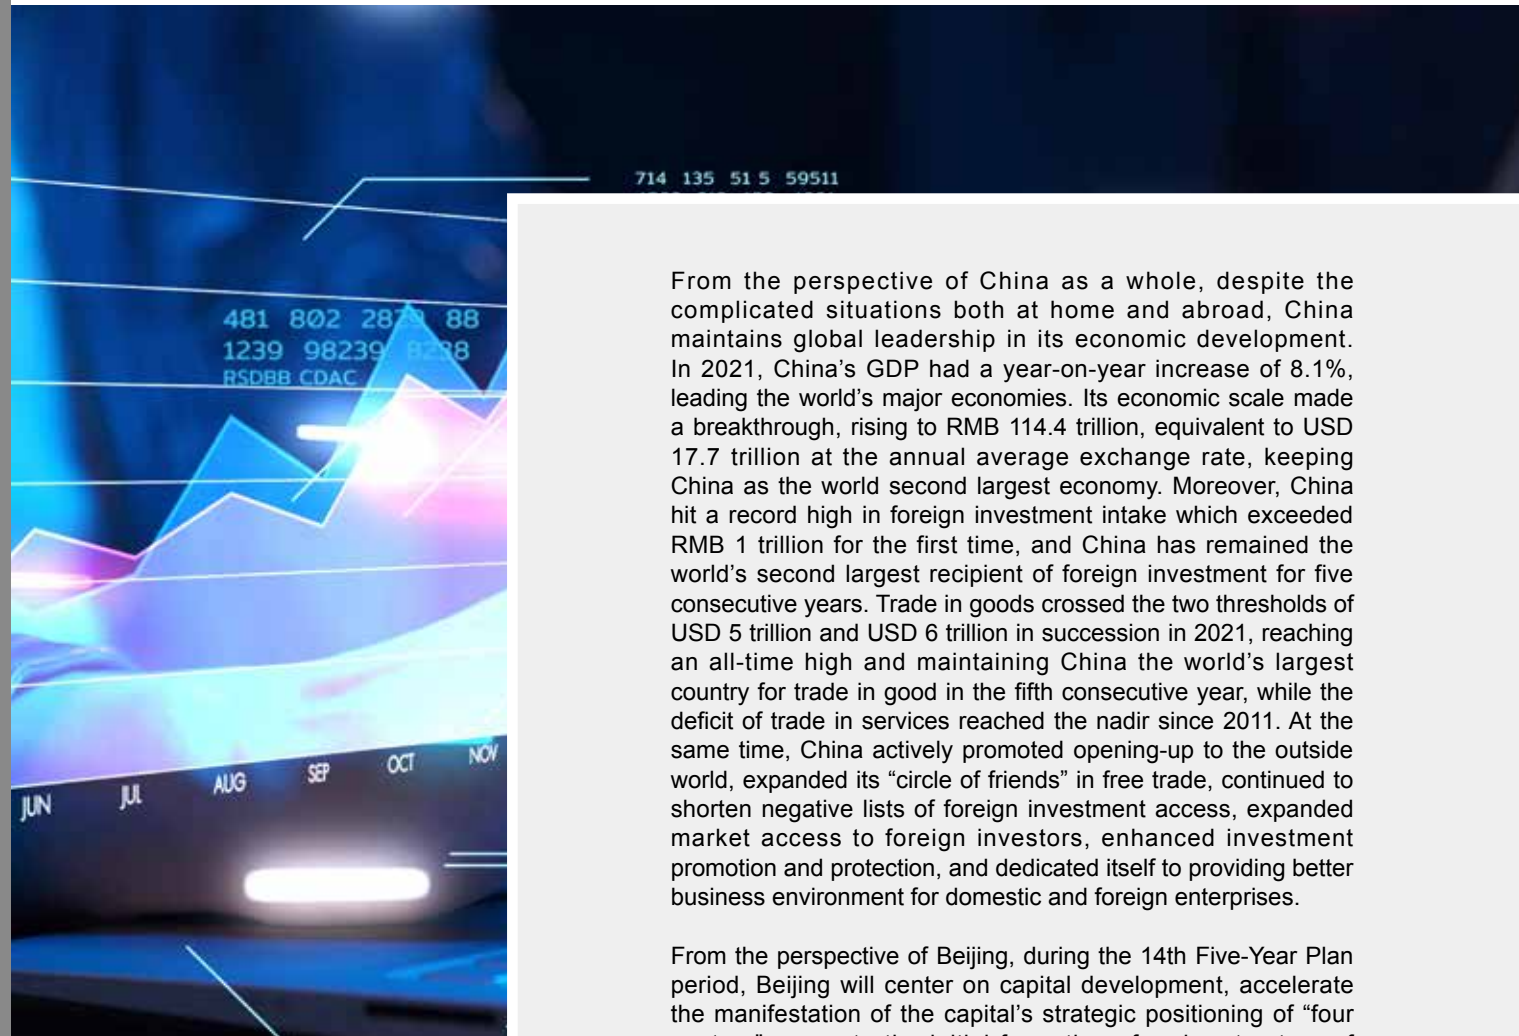 714 135 51 5 59511
481 802 2879 88
1239 98239 8238
RSDBB CDAC
JUN JUL AUG SEP OCT NOV
From the perspective of China as a whole, despite the
complicated situations both at home and abroad, China
maintains global leadership in its economic development.
In 2021, China’s GDP had a year-on-year increase of 8.1%,
leading the world’s major economies. Its economic scale made
a breakthrough, rising to RMB 114.4 trillion, equivalent to USD
17.7 trillion at the annual average exchange rate, keeping
China as the world second largest economy. Moreover, China
hit a record high in foreign investment intake which exceeded
RMB 1 trillion for the first time, and China has remained the
world’s second largest recipient of foreign investment for five
consecutive years. Trade in goods crossed the two thresholds of
USD 5 trillion and USD 6 trillion in succession in 2021, reaching
an all-time high and maintaining China the world’s largest
country for trade in good in the fifth consecutive year, while the
deficit of trade in services reached the nadir since 2011. At the
same time, China actively promoted opening-up to the outside
world, expanded its “circle of friends” in free trade, continued to
shorten negative lists of foreign investment access, expanded
market access to foreign investors, enhanced investment
promotion and protection, and dedicated itself to providing better
business environment for domestic and foreign enterprises.
From the perspective of Beijing, during the 14th Five-Year Plan
period, Beijing will center on capital development, accelerate
the manifestation of the capital’s strategic positioning of “four